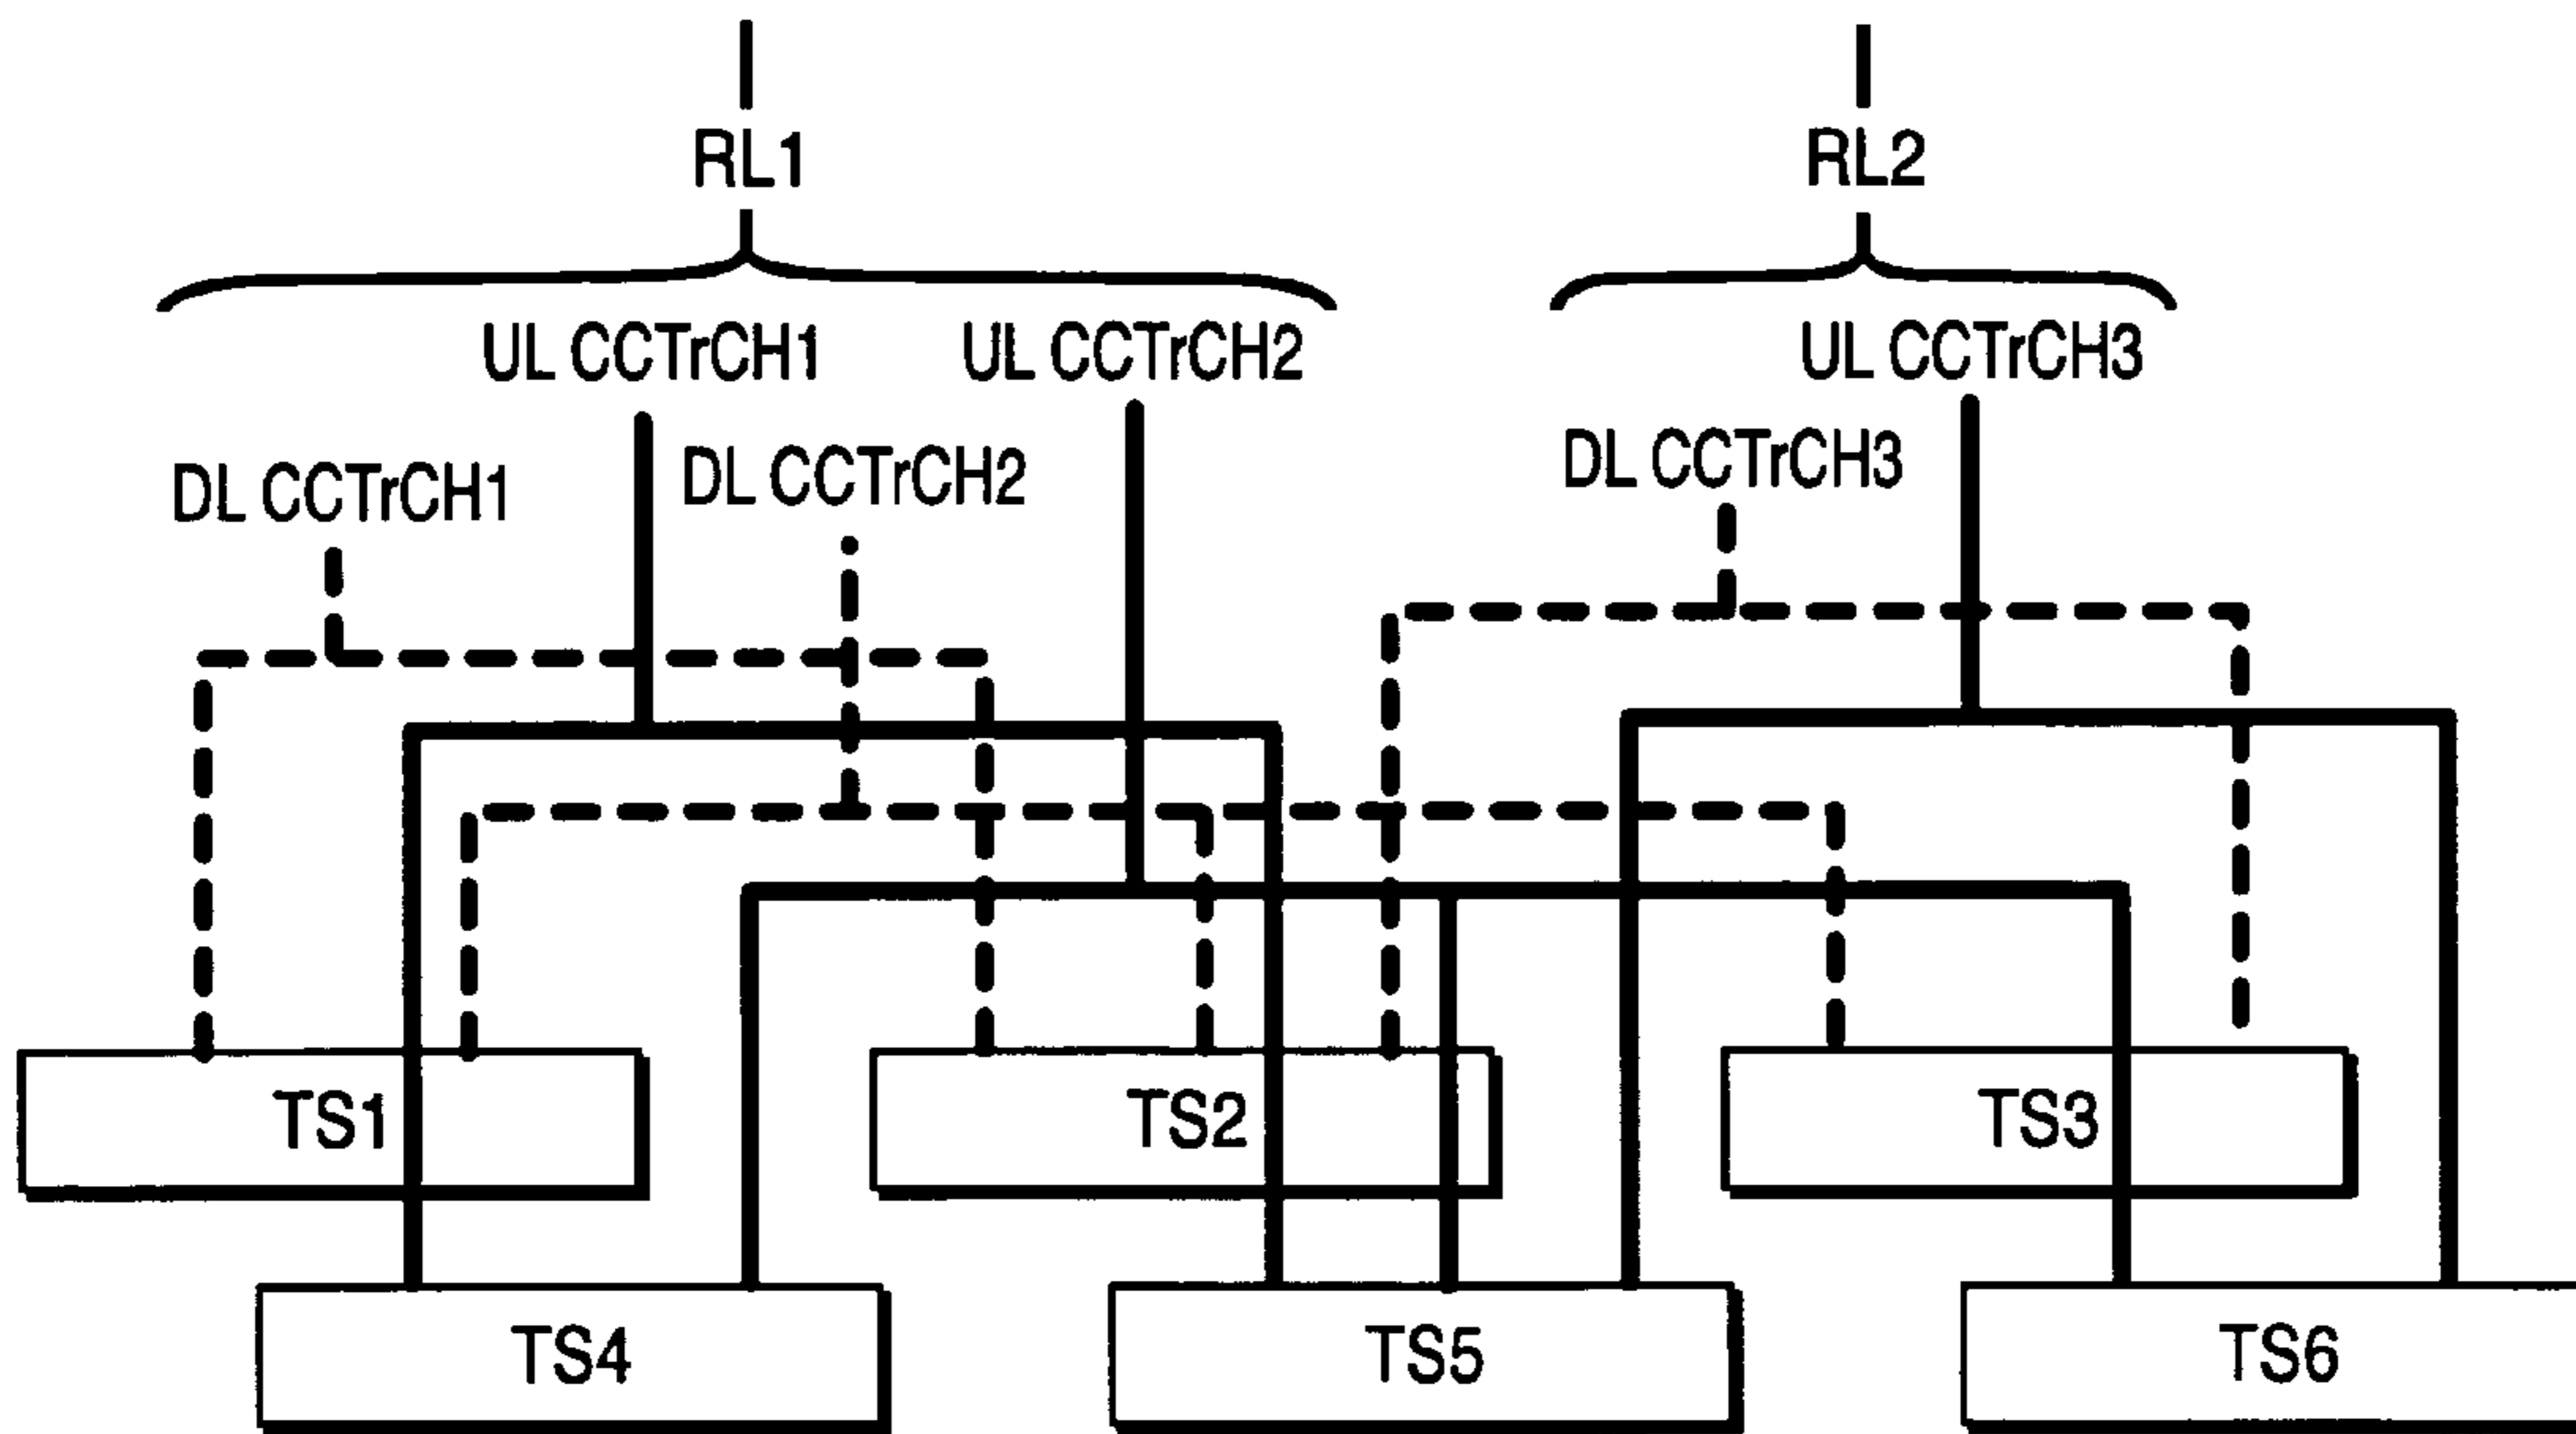 RL1
RL2
UL CCTrCH1
UL CCTrCH2
UL CCTrCH3
DL CCTrCH1
DL CCTrCH2
DL CCTrCH3
TS1
TS2
TS3
TS4
TS5
TS6